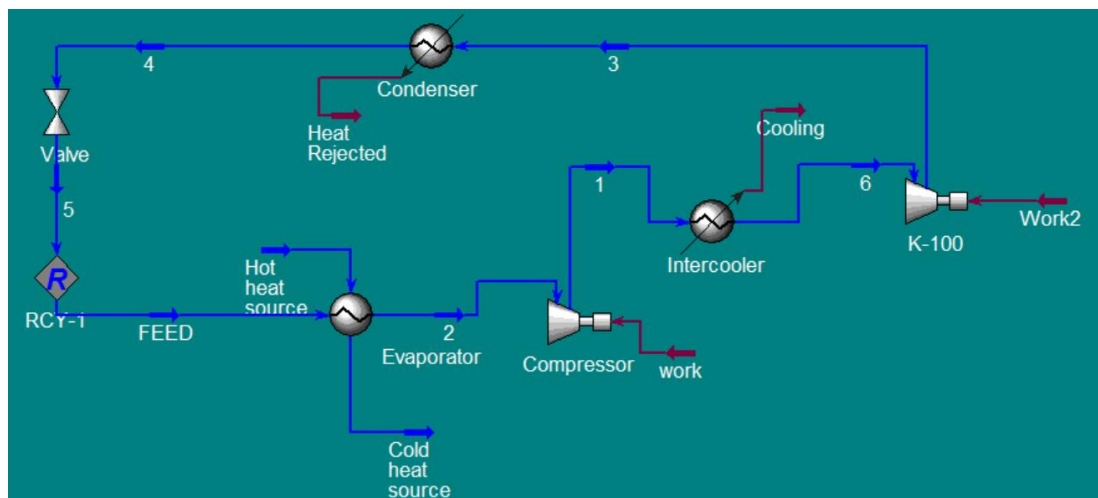 4
3
Condenser
Heat
Rejected
Cooling
Valve
1
6
Work2
K-100
5
Intercooler
R
Hot
heat
source
RCY-1
FEED
2
Evaporator
Compressor
work
Cold
heat
source